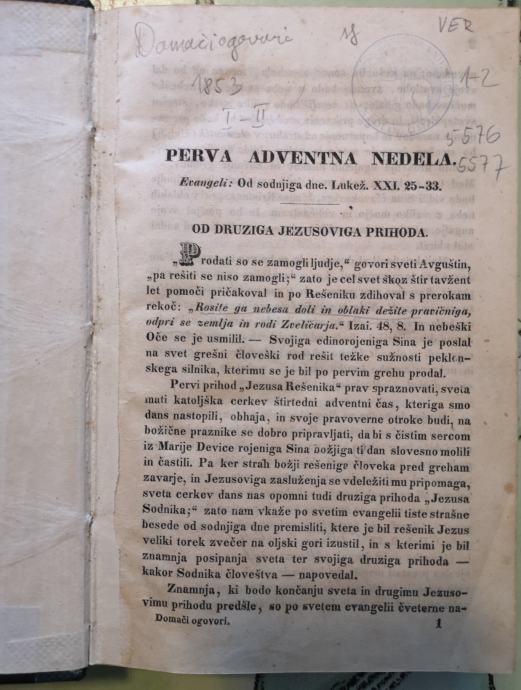 Domači ogovori
VER
1853
1-2
I-II
5576
5577
PERVA ADVENTNA NEDELA.
Evangeli: Od sodnjiga dne. Lukež. XXI. 25-33.
OD DRUZIGA JEZUSOVIGA PRIHODA.
„Prodati so se zamogli ljudje,“ govori sveti Avguštin,
„pa rešiti se niso zamogli;“ zato je cel svet škoz štir tavžent
let pomoči pričakoval in po Rešeniku zdihoval s prerokam
rekoč: „Rosite ga nebesa doli in oblaki dežite pravičniga,
odpri se zemlja in rodi Zveličarja.“ Izai. 48, 8. In nebeški
Oče se je usmilil. — Svojiga edinorojeniga Sina je poslal
na svet grešni človeški rod rešit težke sužnosti peklen-
skega silnika, kterimu se je bil po pervim grehu prodal.
Pervi prihod „Jezusa Rešenika“ prav spraznovati, sveta
mati katoljška cerkev štirtedni adventni čas, kteriga smo
dans nastopili, obhaja, in svoje pravoverne otroke budi, na
božične praznike se dobro pripravljati, da bi s čistim sercom
iz Marije Device rojeniga Sina božjiga ti dan slovesno molili
in častili. Pa ker strah božji rešenige človeka pred greham
zavarje, in Jezusoviga zasluženja se vdeležiti mu pripomaga,
sveta cerkev dans nas opomni tudi druziga prihoda „Jezusa
Sodnika;“ zato nam vkaže po svetim evangelii tiste strašne
besede od sodnjiga dne premisliti, ktere je bil rešenik Jezus
veliki torek zvečer na oljski gori izustil, in s kterimi je bil
znamnja posipanja sveta ter svojiga druziga prihoda —
kakor Sodnika človeštva — napovedal.
Znamnja, ki bodo končanju sveta in drugimu Jezuso-
vimu prihodu predšle, so po svetem evangelii čveterne na-
Domači ogovori.
1